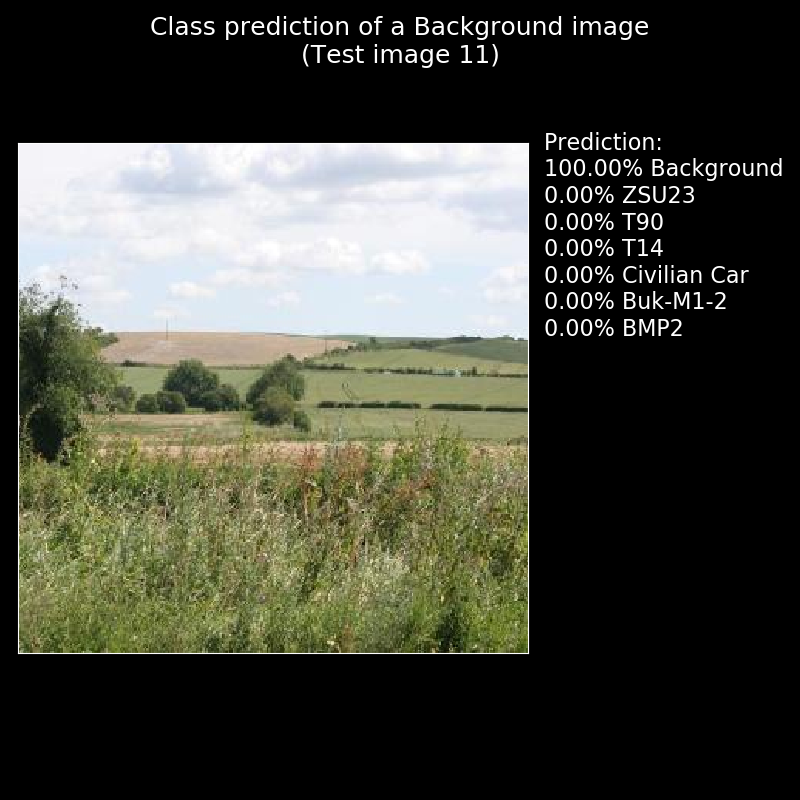 Class prediction of a Background image
(Test image 11)
Prediction:
100.00% Background
0.00% ZSU23
0.00% T90
0.00% T14
0.00% Civilian Car
0.00% Buk-M1-2
0.00% BMP2